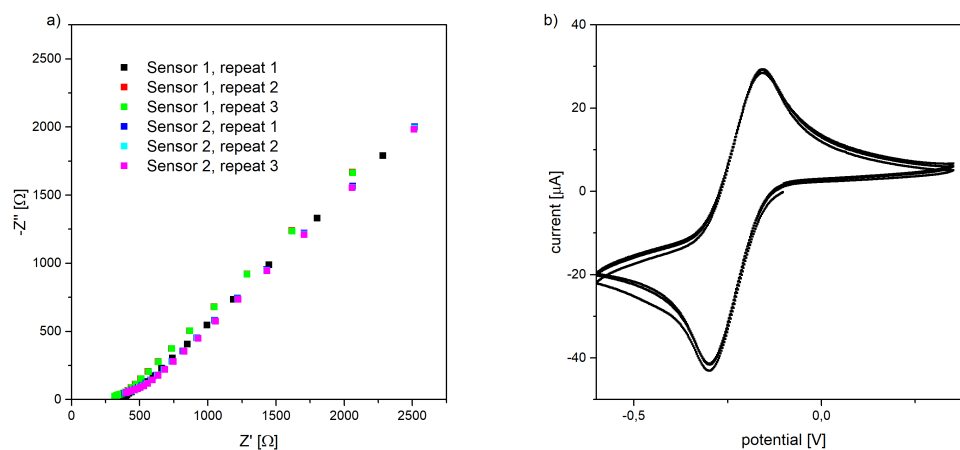 a)
2500
2000
1500
1000
500
0
-Z'' [Ω]
Sensor 1, repeat 1
Sensor 1, repeat 2
Sensor 1, repeat 3
Sensor 2, repeat 1
Sensor 2, repeat 2
Sensor 2, repeat 3
0
500
1000
1500
2000
2500
Z' [Ω]
b)
40
20
0
-20
-40
current [µA]
-0,5
0,0
potential [V]